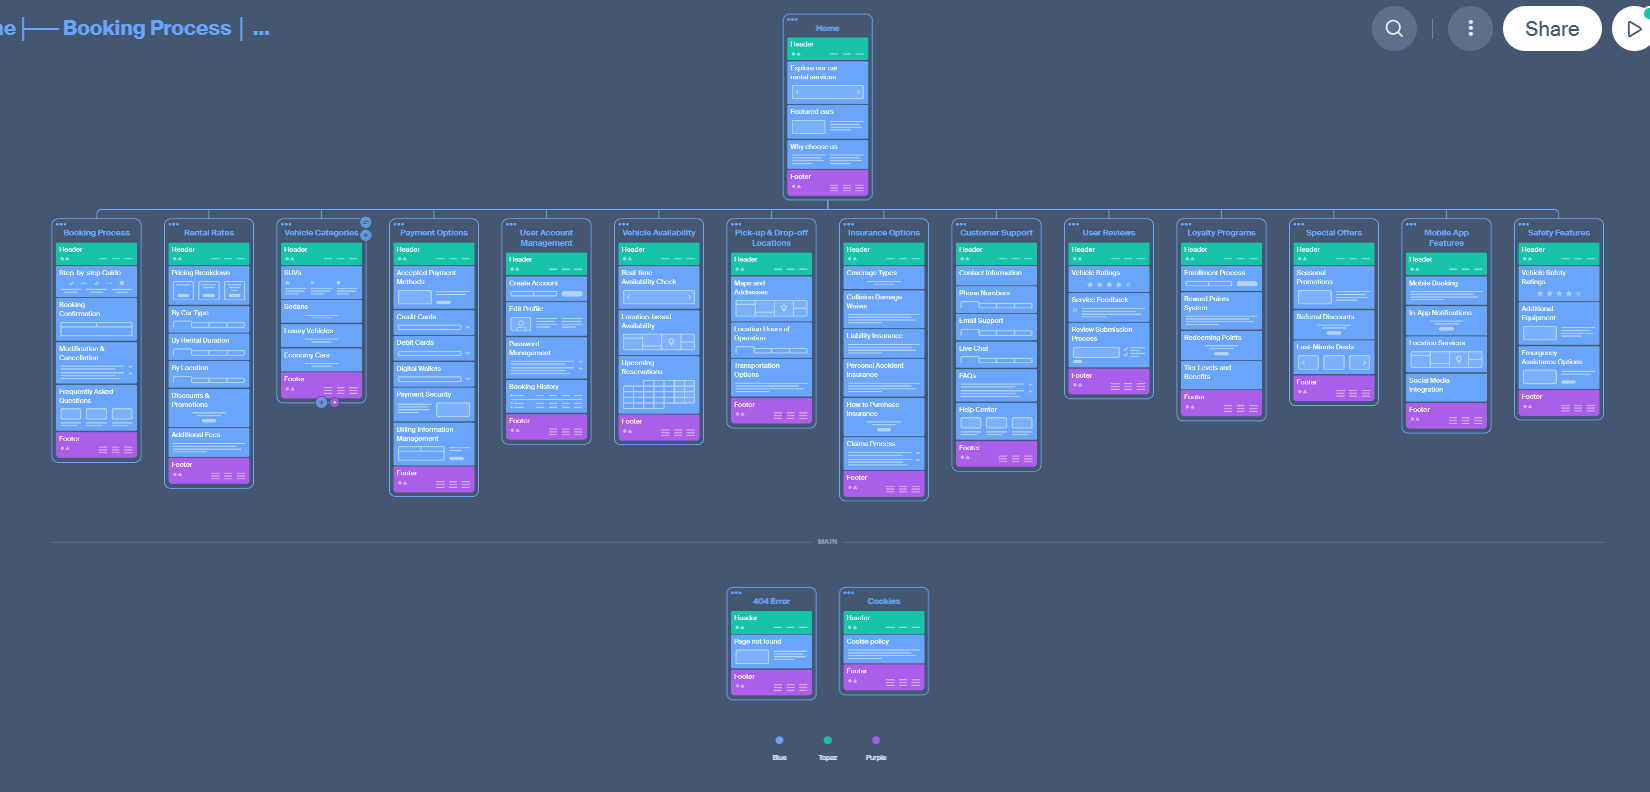 ne ├── Booking Process │ ...
Share
Home
Header
Explore our car
rental services
Featured cars
Why choose us
Footer
Booking Process
Header
Step-by-step Guide
Booking
Confirmation
Modification &
Cancellation
Frequently Asked
Questions
Footer
Rental Rates
Header
Pricing Breakdown
By Car Type
By Rental Duration
By Location
Discounts &
Promotions
Additional Fees
Footer
Vehicle Categories
Header
SUVs
Sedans
Luxury Vehicles
Economy Cars
Footer
Payment Options
Header
Accepted Payment
Methods
Credit Cards
Debit Cards
Digital Wallets
Payment Security
Billing Information
Management
Footer
User Account
Management
Header
Create Account
Edit Profile
Password
Management
Booking History
Footer
Vehicle Availability
Header
Real-time
Availability Check
Location-based
Availability
Upcoming
Reservations
Footer
Pick-up & Drop-off
Locations
Header
Maps and
Addresses
Location Hours of
Operation
Transportation
Options
Footer
Insurance Options
Header
Coverage Types
Collision Damage
Waiver
Liability Insurance
Personal Accident
Insurance
How to Purchase
Insurance
Claims Process
Footer
Customer Support
Header
Contact Information
Phone Numbers
Email Support
Live Chat
FAQs
Help Center
Footer
User Reviews
Header
Vehicle Ratings
Service Feedback
Review Submission
Process
Footer
Loyalty Programs
Header
Enrollment Process
Reward Points
System
Redeeming Points
Tier Levels and
Benefits
Footer
Special Offers
Header
Seasonal
Promotions
Referral Discounts
Last-Minute Deals
Footer
Mobile App
Features
Header
Mobile Booking
In-App Notifications
Location Services
Social Media
Integration
Footer
Safety Features
Header
Vehicle Safety
Ratings
Additional
Equipment
Emergency
Assistance Options
Footer
MAIN
404 Error
Header
Page not found
Footer
Cookies
Header
Cookie policy
Footer
Blue
Topaz
Purple